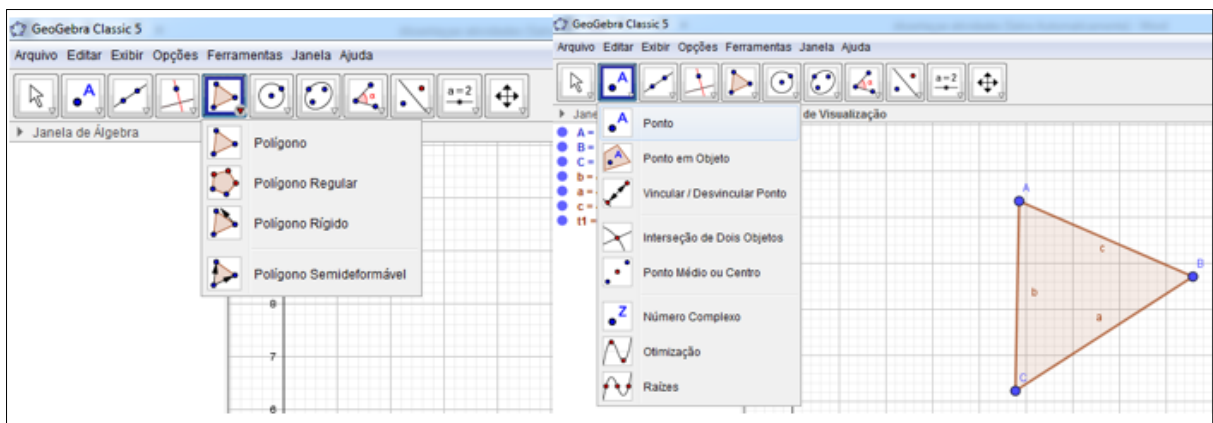 GeoGebra Classic 5
Arquivo Editar Exibir Opções Ferramentas Janela Ajuda
A
a=2
Janela de Álgebra
Polígono
Polígono Regular
Polígono Rígido
Polígono Semideformável
8
7
6
GeoGebra Classic 5
Arquivo Editar Exibir Opções Ferramentas Janela Ajuda
A
a=2
Jane
de Visualização
A =
B =
C =
b =
a =
c =
t1 =
A
Ponto
A
Ponto em Objeto
Vincular / Desvincular Ponto
Interseção de Dois Objetos
Ponto Médio ou Centro
Z
Número Complexo
Otimização
Raízes
A
c
B
b
a
C